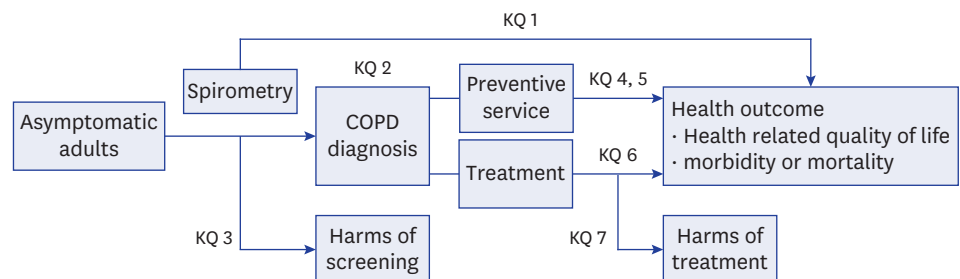 KQ 1
Spirometry
KQ 2
Preventive
service
KQ 4, 5
Asymptomatic
adults
COPD
diagnosis
Health outcome
· Health related quality of life
· morbidity or mortality
Treatment
KQ 6
KQ 3
Harms of
screening
KQ 7
Harms of
treatment